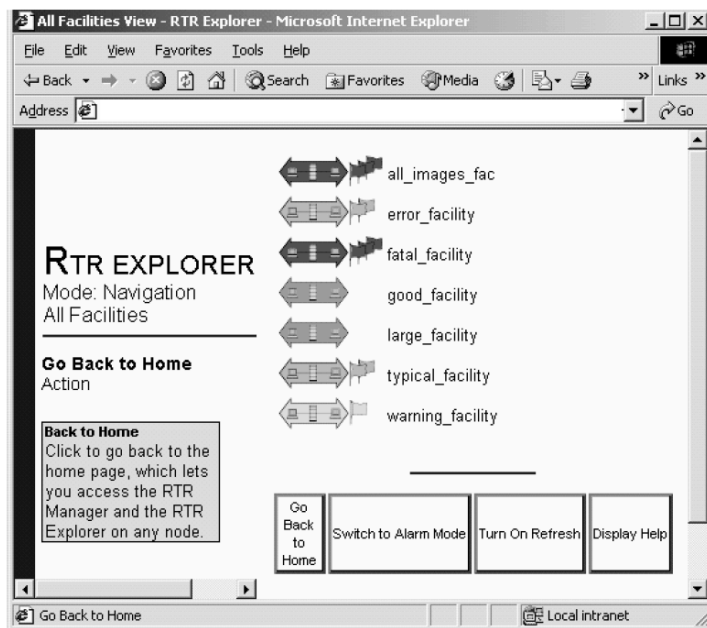 All Facilities View - RTR Explorer - Microsoft Internet Explorer
File Edit View Favorites Tools Help
Back Search Favorites Media » Links »
Address Go
RTR EXPLORER
Mode: Navigation
All Facilities
Go Back to Home
Action
Back to Home
Click to go back to the
home page, which lets
you access the RTR
Manager and the RTR
Explorer on any node.
all_images_fac
error_facility
fatal_facility
good_facility
large_facility
typical_facility
warning_facility
Go
Back
to
Home
Switch to Alarm Mode
Turn On Refresh
Display Help
Go Back to Home
Local intranet